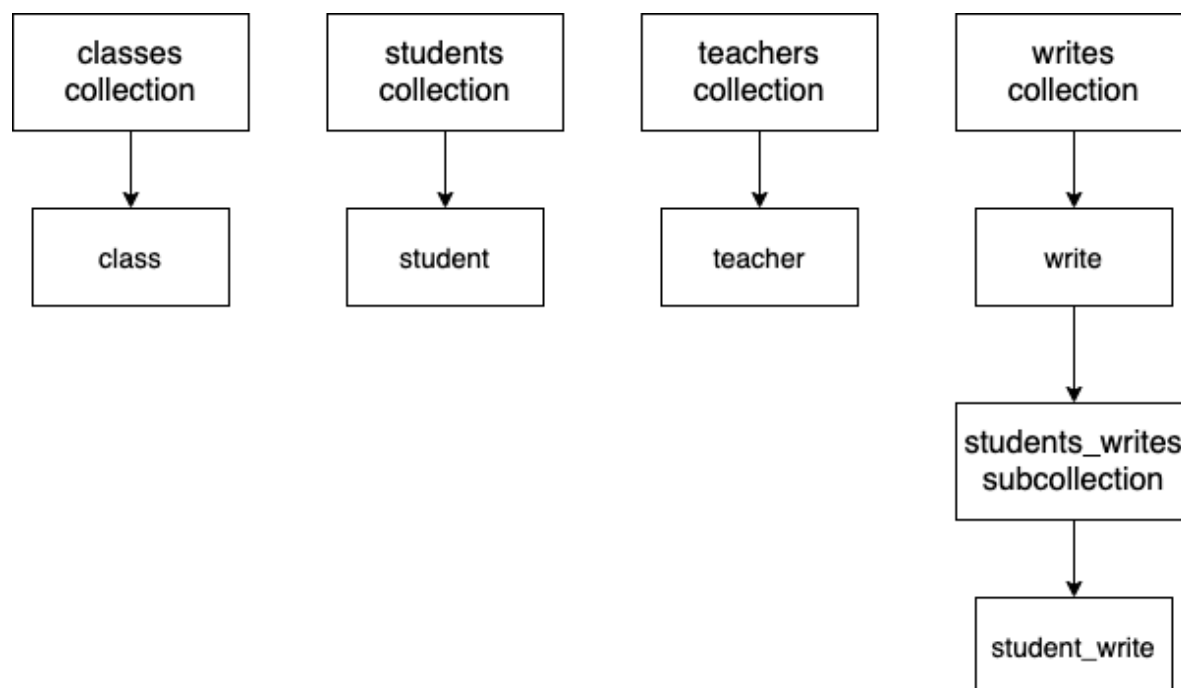 classes
collection
students
collection
teachers
collection
writes
collection
class
student
teacher
write
students_writes
subcollection
student_write